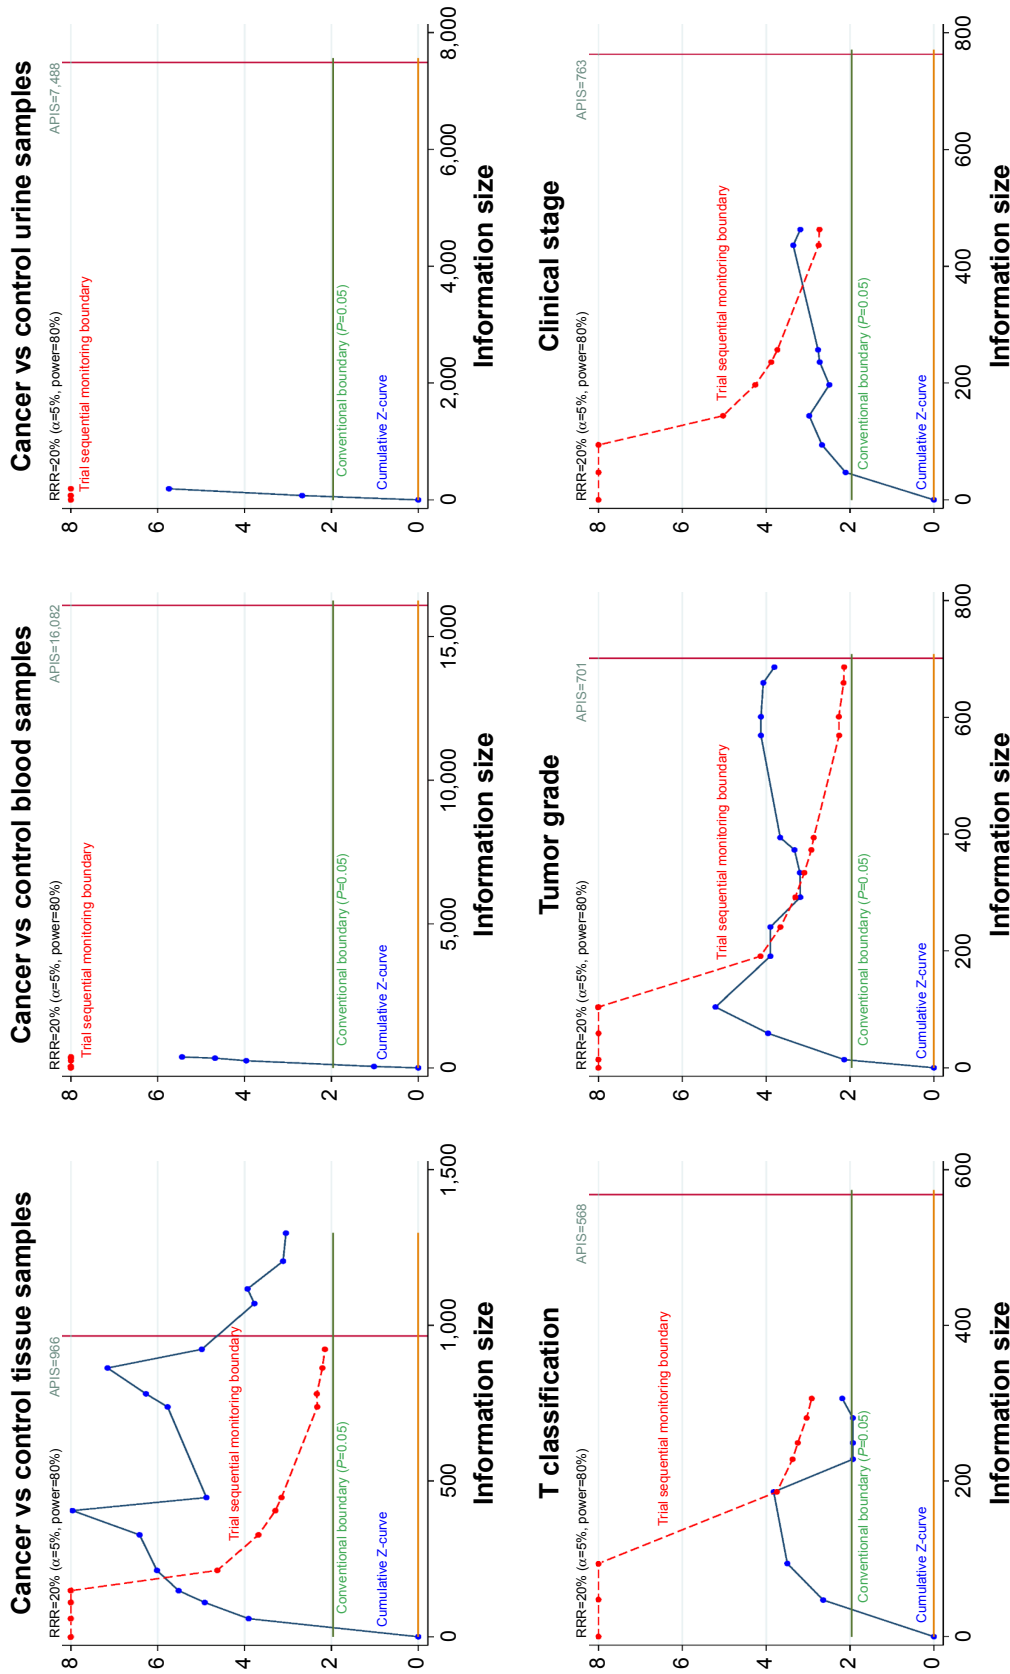 Cancer vs control tissue samples
RRR=20% (α=5%, power=80%)
APIS=966
Trial sequential monitoring boundary
Conventional boundary (P=0.05)
Cumulative Z-curve
8
6
4
2
0
0
500
1,000
1,500
Information size
Cancer vs control blood samples
RRR=20% (α=5%, power=80%)
APIS=16,082
Trial sequential monitoring boundary
Conventional boundary (P=0.05)
Cumulative Z-curve
8
6
4
2
0
0
5,000
10,000
15,000
Information size
Cancer vs control urine samples
RRR=20% (α=5%, power=80%)
APIS=7,488
Trial sequential monitoring boundary
Conventional boundary (P=0.05)
Cumulative Z-curve
8
6
4
2
0
0
2,000
4,000
6,000
8,000
Information size
T classification
RRR=20% (α=5%, power=80%)
APIS=568
Trial sequential monitoring boundary
Conventional boundary (P=0.05)
Cumulative Z-curve
8
6
4
2
0
0
200
400
600
Information size
Tumor grade
RRR=20% (α=5%, power=80%)
APIS=701
Trial sequential monitoring boundary
Conventional boundary (P=0.05)
Cumulative Z-curve
8
6
4
2
0
0
200
400
600
800
Information size
Clinical stage
RRR=20% (α=5%, power=80%)
APIS=763
Trial sequential monitoring boundary
Conventional boundary (P=0.05)
Cumulative Z-curve
8
6
4
2
0
0
200
400
600
800
Information size